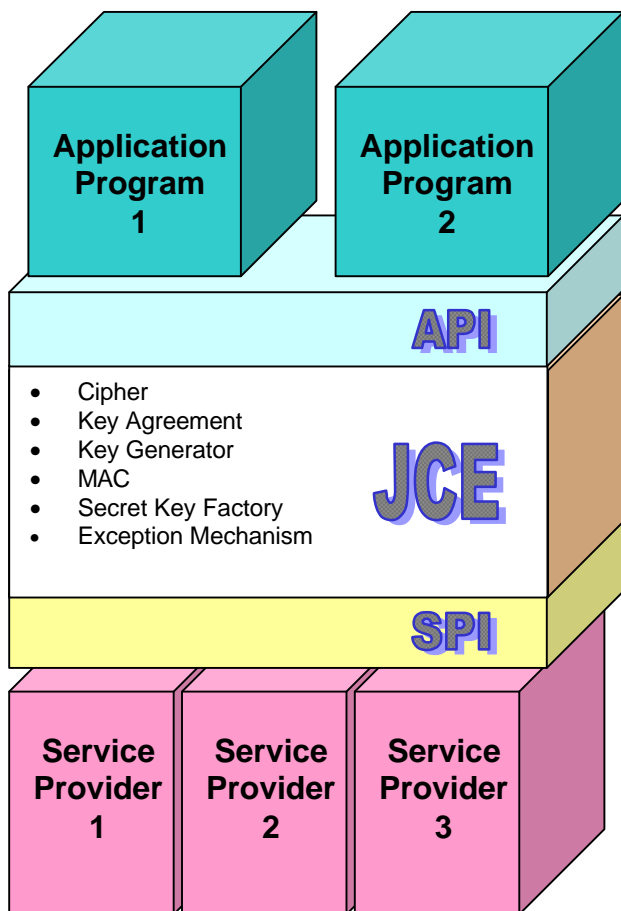 Application
Program
1
Application
Program
2
API
• Cipher
• Key Agreement
• Key Generator
• MAC
• Secret Key Factory
• Exception Mechanism
JCE
SPI
Service
Provider
1
Service
Provider
2
Service
Provider
3